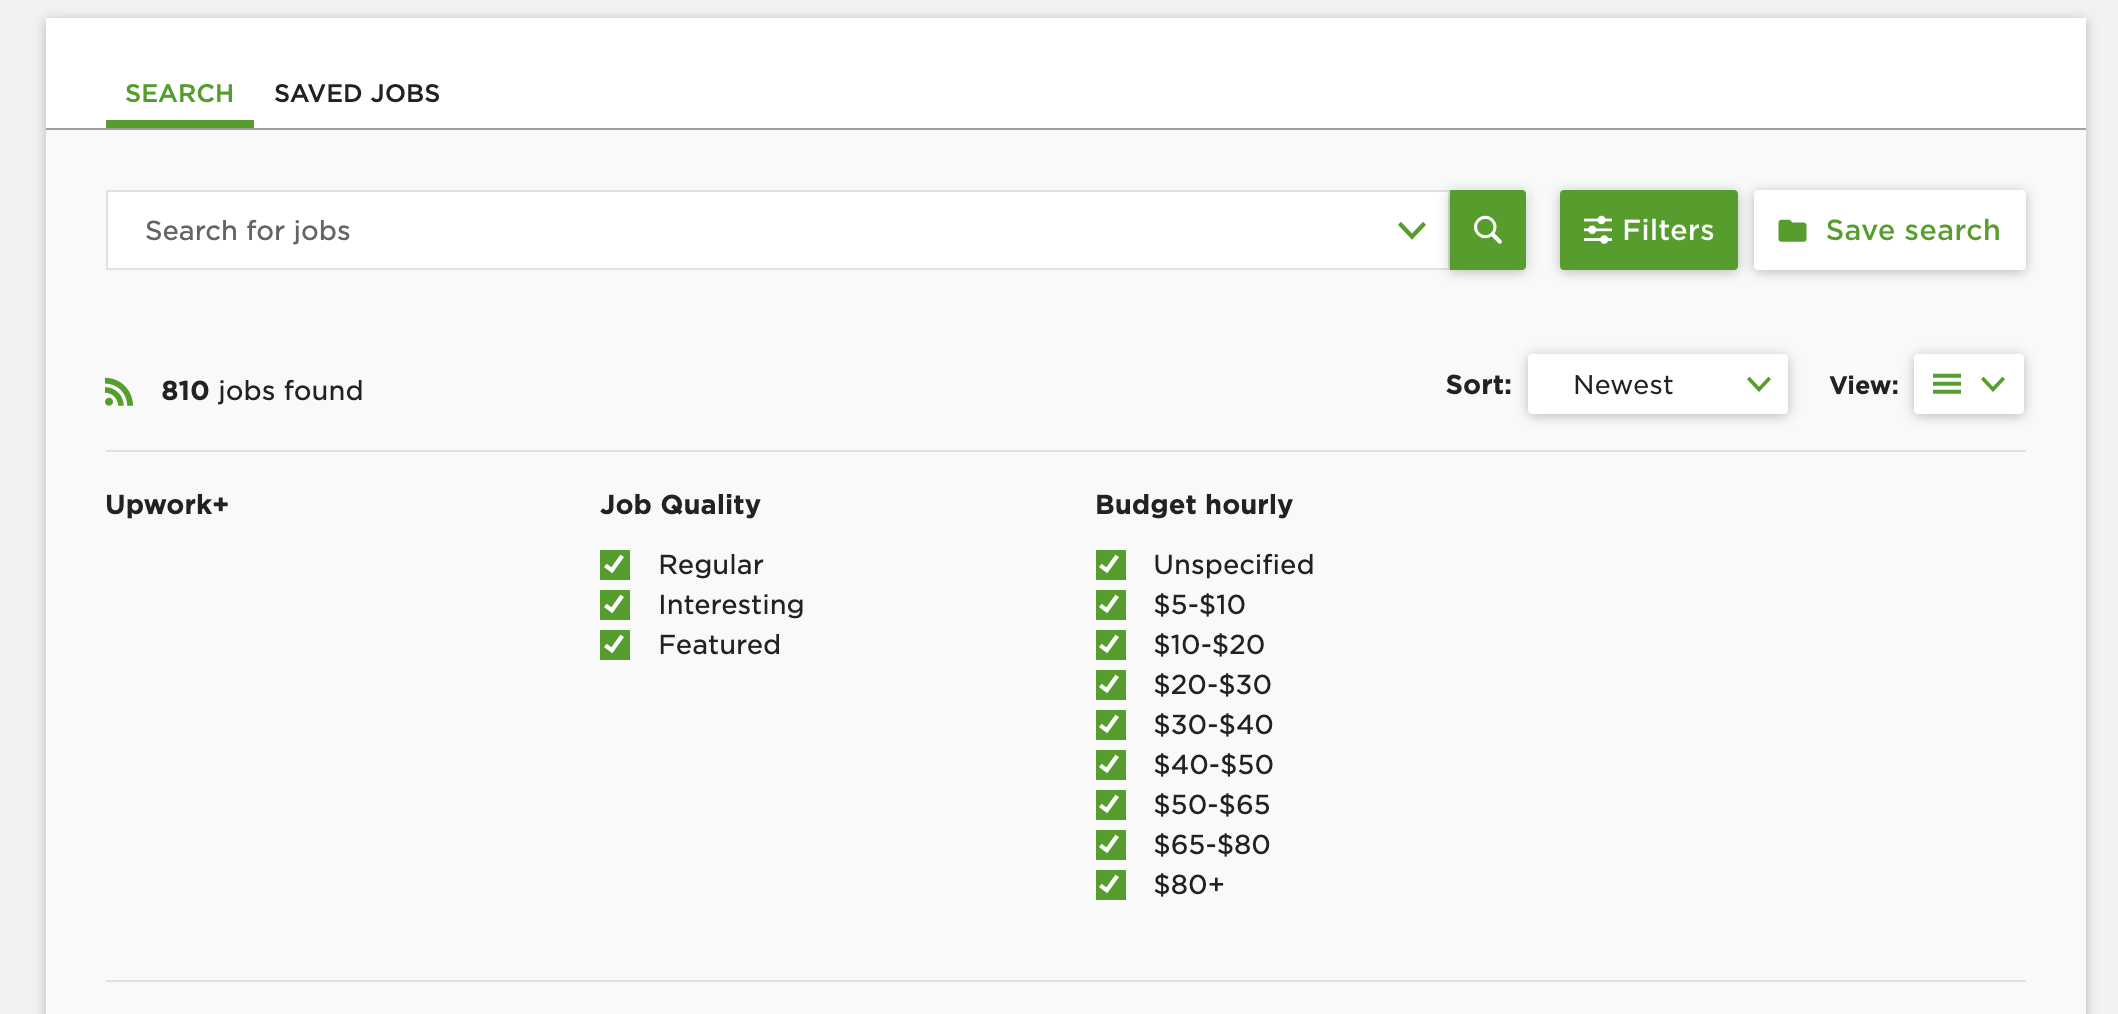 SEARCH SAVED JOBS
Search for jobs
Filters
Save search
810 jobs found
Sort: Newest
View:
Upwork+
Job Quality
Regular
Interesting
Featured
Budget hourly
Unspecified
$5-$10
$10-$20
$20-$30
$30-$40
$40-$50
$50-$65
$65-$80
$80+